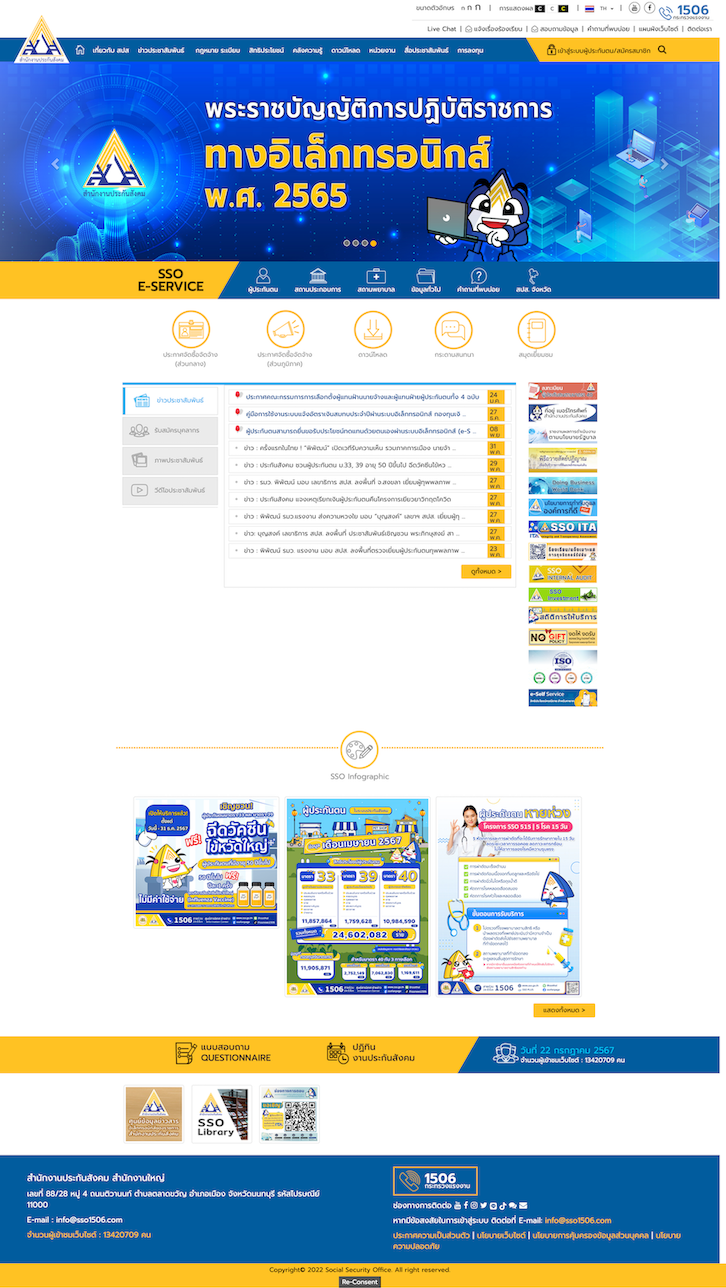 ขนาดตัวอักษร ก ก ก | การแสดงผล C C C | TH
1506
กระทรวงแรงงาน
Live Chat | แจ้งเรื่องร้องเรียน | สอบถามข้อมูล | คำถามที่พบบ่อย | แผนผังเว็บไซต์ | ติดต่อเรา
สำนักงานประกันสังคม
เกี่ยวกับ สปส ข่าวประชาสัมพันธ์ กฎหมาย ระเบียบ สิทธิประโยชน์ คลังความรู้ ดาวน์โหลด หน่วยงาน สื่อประชาสัมพันธ์ การลงทุน
เข้าสู่ระบบผู้ประกันตน/สมัครสมาชิก
พระราชบัญญัติการปฏิบัติราชการ
ทางอิเล็กทรอนิกส์
พ.ศ. 2565
สำนักงานประกันสังคม
SSO
E-SERVICE
ผู้ประกันตน สถานประกอบการ สถานพยาบาล ข้อมูลทั่วไป คำถามที่พบบ่อย สปส. จังหวัด
ประกาศจัดซื้อจัดจ้าง
(ส่วนกลาง)
ประกาศจัดซื้อจัดจ้าง
(ส่วนภูมิภาค)
ดาวน์โหลด
กระดานสนทนา
สมุดเยี่ยมชม
ข่าวประชาสัมพันธ์
รับสมัครบุคลากร
ภาพประชาสัมพันธ์
วีดีโอประชาสัมพันธ์
ประกาศคณะกรรมการการเลือกตั้งผู้แทนฝ่ายนายจ้างและผู้แทนฝ่ายผู้ประกันตนทั้ง 4 ฉบับ
24 ม.ค.
คู่มือการใช้งานระบบแจ้งอัตราเงินสมทบประจำปีผ่านระบบอิเล็กทรอนิกส์ กองทุนเงิ ...
27 ธ.ค.
ผู้ประกันตนสามารถยื่นขอรับประโยชน์ทดแทนด้วยตนเองผ่านระบบอิเล็กทรอนิกส์ (e-S ...
08 พ.ย
ข่าว : ครั้งแรกในไทย ! "พิพัฒน์" เปิดเวทีรับความเห็น รวมภาคการเมือง นายจ้า ...
31 พ.ค.
ข่าว : ประกันสังคม ชวนผู้ประกันตน ม.33, 39 อายุ 50 ปีขึ้นไป ฉีดวัคซีนไข้หว ...
29 พ.ค.
ข่าว : รมว. พิพัฒน์ มอบ เลขาธิการ สปส. ลงพื้นที่ จ.สงขลา เยี่ยมผู้ทุพพลภาพ ...
27 พ.ค.
ข่าว : ประกันสังคม แจงเหตุเรียกเงินผู้ประกันตนคืนโครงการเยียวยาวิกฤตโควิด
27 พ.ค.
ข่าว : พิพัฒน์ รมว.แรงงาน ส่งความห่วงใย มอบ "บุญสงค์" เลขาฯ สปส. เยี่ยมผู้ทุ ...
27 พ.ค.
ข่าว: บุญสงค์ เลขาธิการ สปส. ลงพื้นที่ ประชาสัมพันธ์เชิญชวน พระภิกษุสงฆ์ สา ...
27 พ.ค.
ข่าว : พิพัฒน์ รมว. แรงงาน มอบ สปส. ลงพื้นที่ตรวจเยี่ยมผู้ประกันตนทุพพลภาพ ...
23 พ.ค.
ดูทั้งหมด >
Doing Business
องค์กรที่ดี
SSO ITA
SSO
INTERNAL AUDIT
SSO
Investment
สถิติการให้บริการ
NO GIFT POLICY
งดให้ งดรับ
ISO
e-Self Service
SSO Infographic
เชิญชวน!
เปิดให้บริการแล้ว!
ฟรี!
ฉีดวัคซีน
ไข้หวัดใหญ่
ไม่มีค่าใช้จ่าย
1506
ผู้ประกันตน
เดือนเมษายน 2567
มาตรา 33 มาตรา 39 มาตรา 40
11,857,864 1,759,628 10,984,590
24,602,082
11,905,871
1506
ผู้ประกันตน หายห่วง
โครงการ SSO 515 | 5 โรค 15 วัน
ขั้นตอนการรับบริการ
1506
แสดงทั้งหมด >
แบบสอบถาม
QUESTIONNAIRE
ปฏิทิน
งานประกันสังคม
วันที่ 22 กรกฎาคม 2567
จำนวนผู้เข้าชมเว็บไซต์ : 13420709 คน
ศูนย์ข้อมูลข่าวสาร
SSO
Library
สำนักงานประกันสังคม สำนักงานใหญ่
เลขที่ 88/28 หมู่ 4 ถนนติวานนท์ ตำบลตลาดขวัญ อำเภอเมือง จังหวัดนนทบุรี รหัสไปรษณีย์
11000
E-mail : info@sso1506.com
จำนวนผู้เข้าชมเว็บไซต์ : 13420709 คน
1506
กระทรวงแรงงาน
ช่องทางการติดต่อ
หากมีข้อสงสัยในการเข้าสู่ระบบ ติดต่อที่ E-mail: info@sso1506.com
ประกาศความเป็นส่วนตัว | นโยบายเว็บไซต์ | นโยบายการคุ้มครองข้อมูลส่วนบุคคล | นโยบาย
ความปลอดภัย
Copyright© 2022 Social Security Office. All right reserved.
Re-Consent